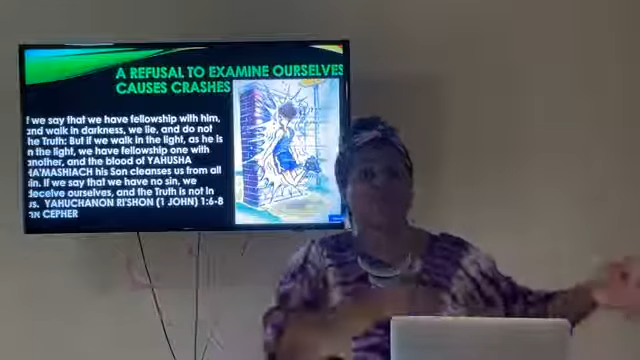 A REFUSAL TO EXAMINE OURSELVES
CAUSES CRASHES
f we say that we have fellowship with him,
and walk in darkness, we lie, and do not
he Truth: But if we walk in the light, as he is
n the light, we have fellowship one with
another, and the blood of YAHUSHA
HA'MASHIACH his Son cleanses us from all
sin. If we say that we have no sin, we
deceive ourselves, and the Truth is not in
us. YAHUCHANON RI'SHON (1 JOHN) 1:6-8
CEPHER